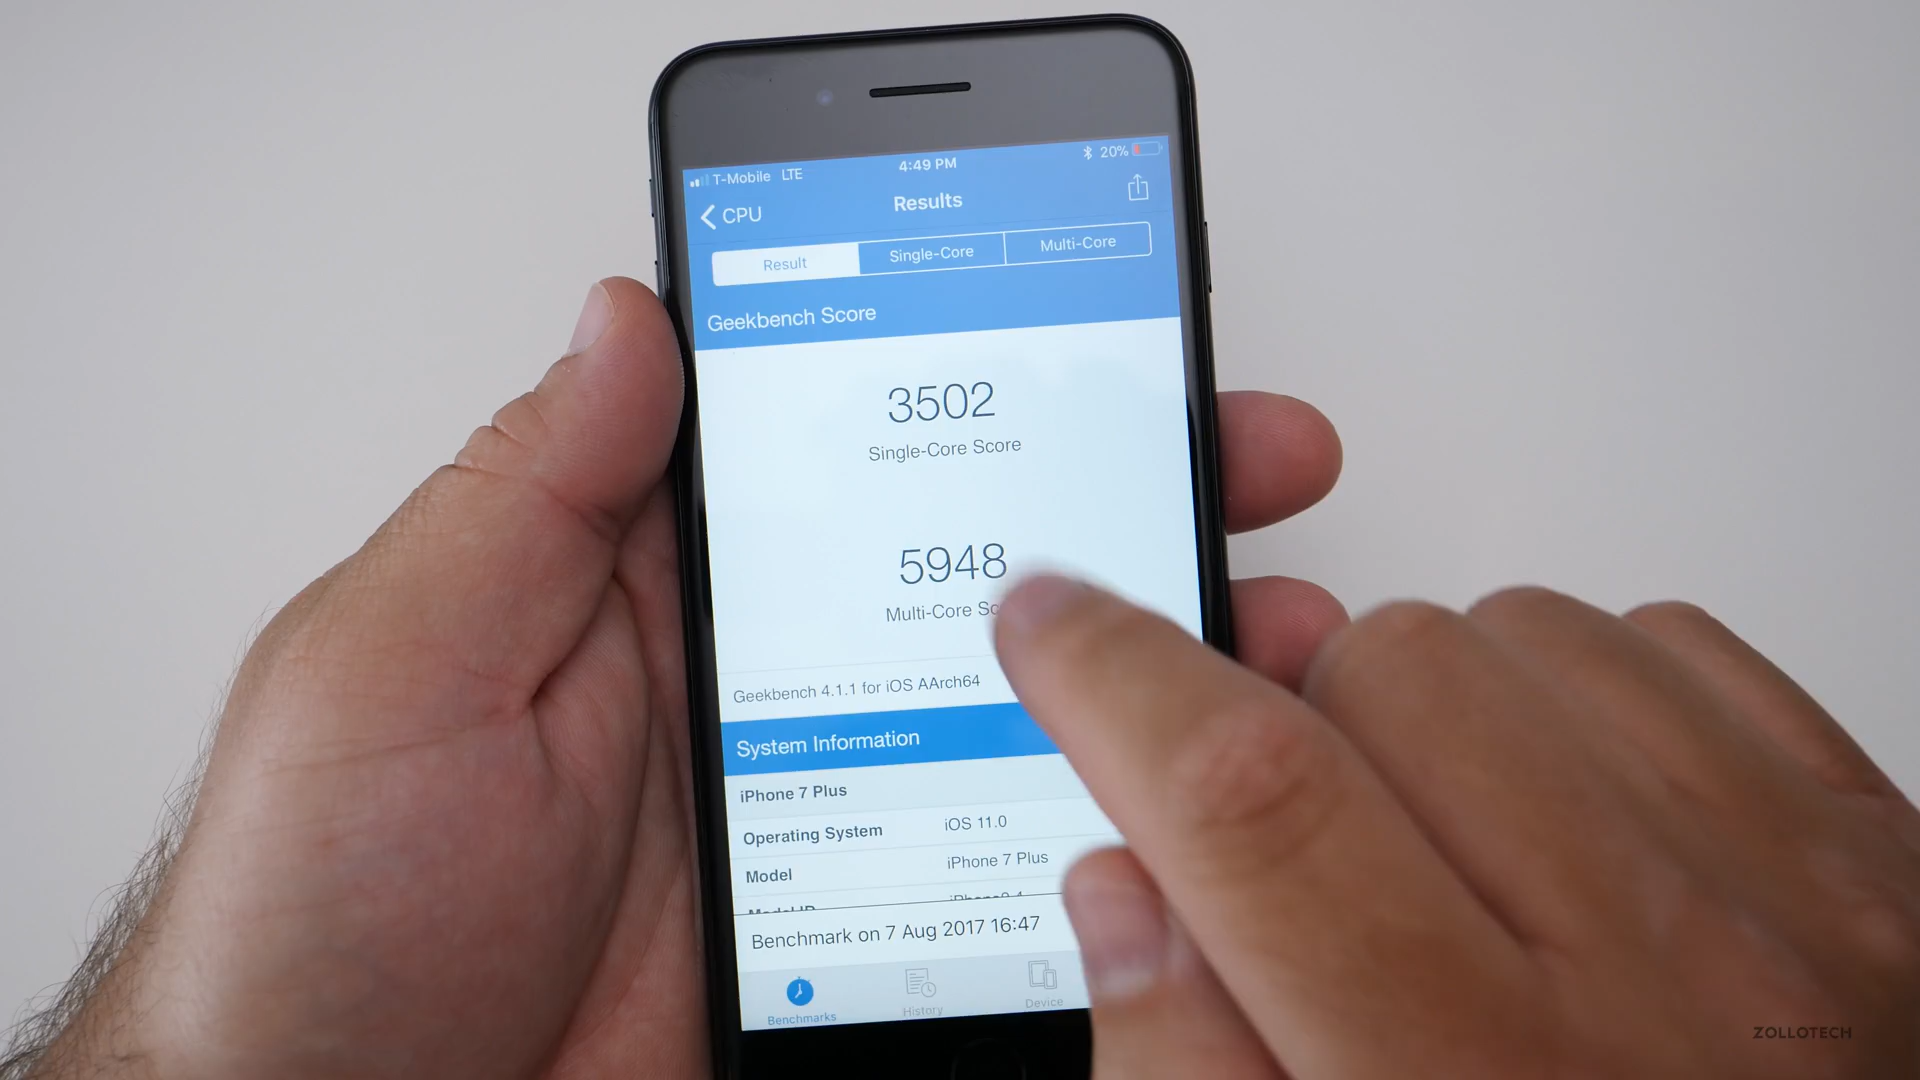 T-Mobile LTE 4:49 PM 20%
CPU Results
Result Single-Core Multi-Core
Geekbench Score
3502
Single-Core Score
5948
Multi-Core
Geekbench 4.1.1 for iOS AArch64
System Information
iPhone 7 Plus
Operating System iOS 11.0
Model iPhone 7 Plus
Benchmark on 7 Aug 2017 16:47
Benchmarks History Device
ZOLLOTECH